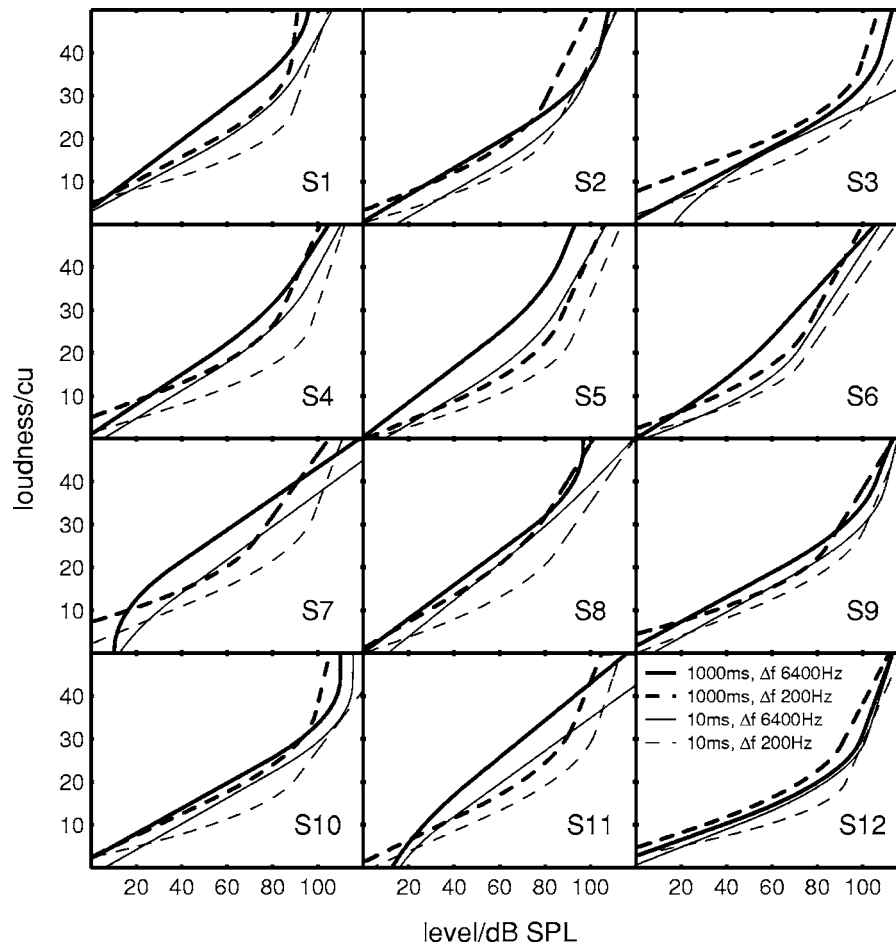 40
30
20
10
S1
S2
S3
40
30
20
10
S4
S5
S6
40
30
20
10
S7
S8
S9
40
30
20
10
S10
S11
1000ms, Δf 6400Hz
1000ms, Δf 200Hz
10ms, Δf 6400Hz
10ms, Δf 200Hz
S12
20 40 60 80 100 20 40 60 80 100 20 40 60 80 100
loudness/cu
level/dB SPL